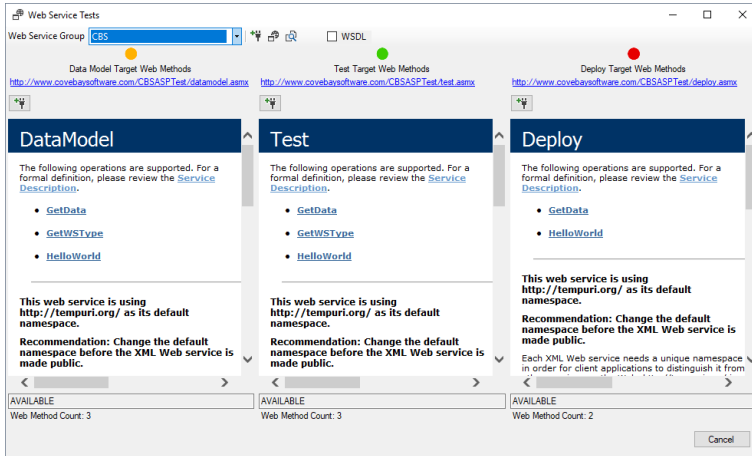 Web Service Tests
Web Service Group CBS WSDL
Data Model Target Web Methods
http://www.covebaysoftware.com/CBSASPTest/datamodel.asmx
DataModel
The following operations are supported. For a
formal definition, please review the Service
Description.
GetData
GetWSType
HelloWorld
This web service is using
http://tempuri.org/ as its default
namespace.
Recommendation: Change the default
namespace before the XML Web service is
made public.
AVAILABLE
Web Method Count: 3
Test Target Web Methods
http://www.covebaysoftware.com/CBSASPTest/test.asmx
Test
The following operations are supported. For a
formal definition, please review the Service
Description.
GetData
GetWSType
HelloWorld
This web service is using
http://tempuri.org/ as its default
namespace.
Recommendation: Change the default
namespace before the XML Web service is
made public.
AVAILABLE
Web Method Count: 3
Deploy Target Web Methods
http://www.covebaysoftware.com/CBSASPTest/deploy.asmx
Deploy
The following operations are supported. For a
formal definition, please review the Service
Description.
GetData
HelloWorld
This web service is using
http://tempuri.org/ as its default
namespace.
Recommendation: Change the default
namespace before the XML Web service is
made public.
Each XML Web service needs a unique namespace
in order for client applications to distinguish it from
AVAILABLE
Web Method Count: 2
Cancel